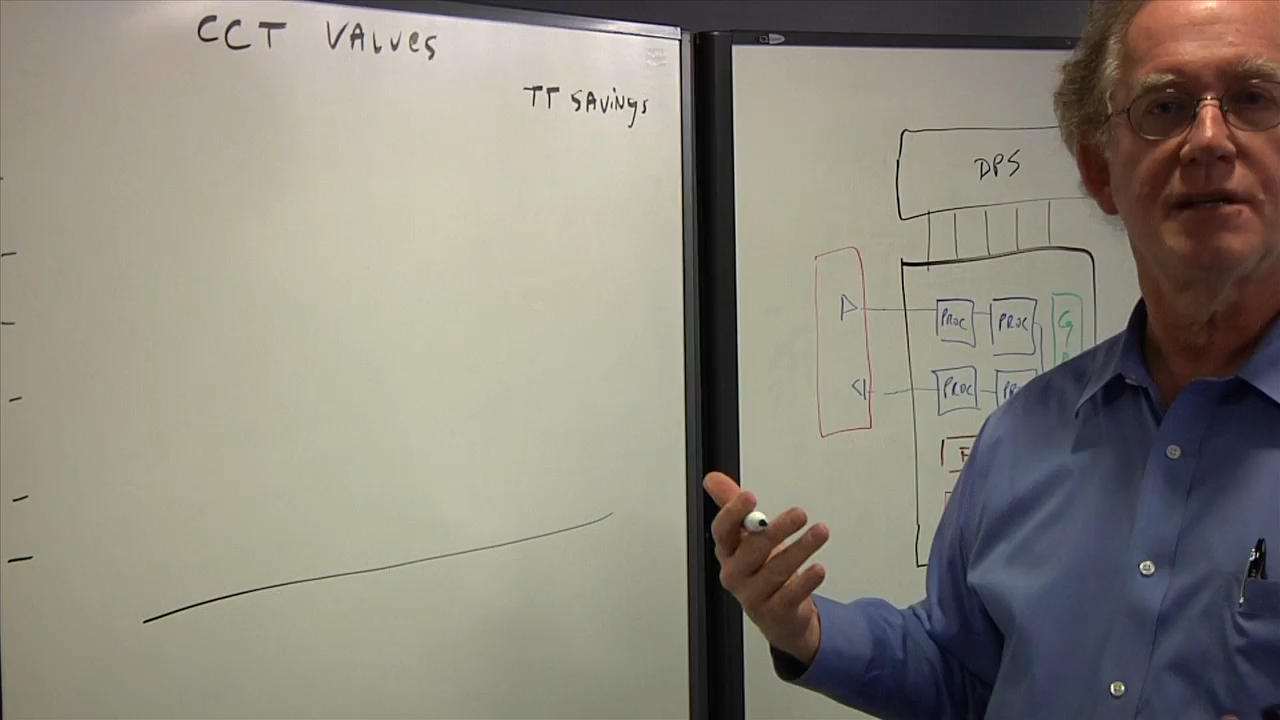 CCT VALUES
TT SAVINGS
DPS
PROC PROC
PROC